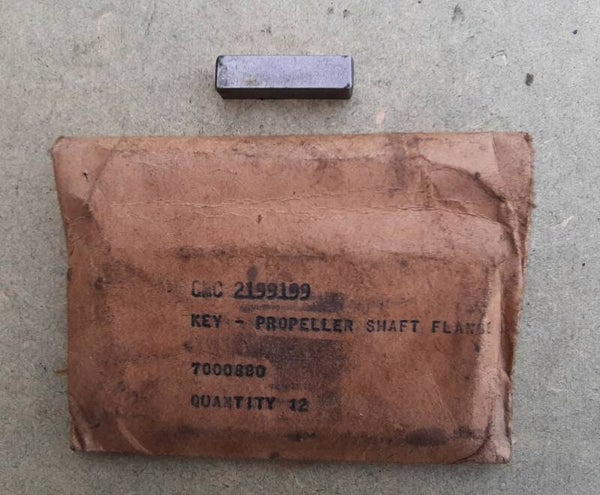 GMC 2199199
KEY - PROPELLER SHAFT FLANGE
7000880
QUANTITY 12